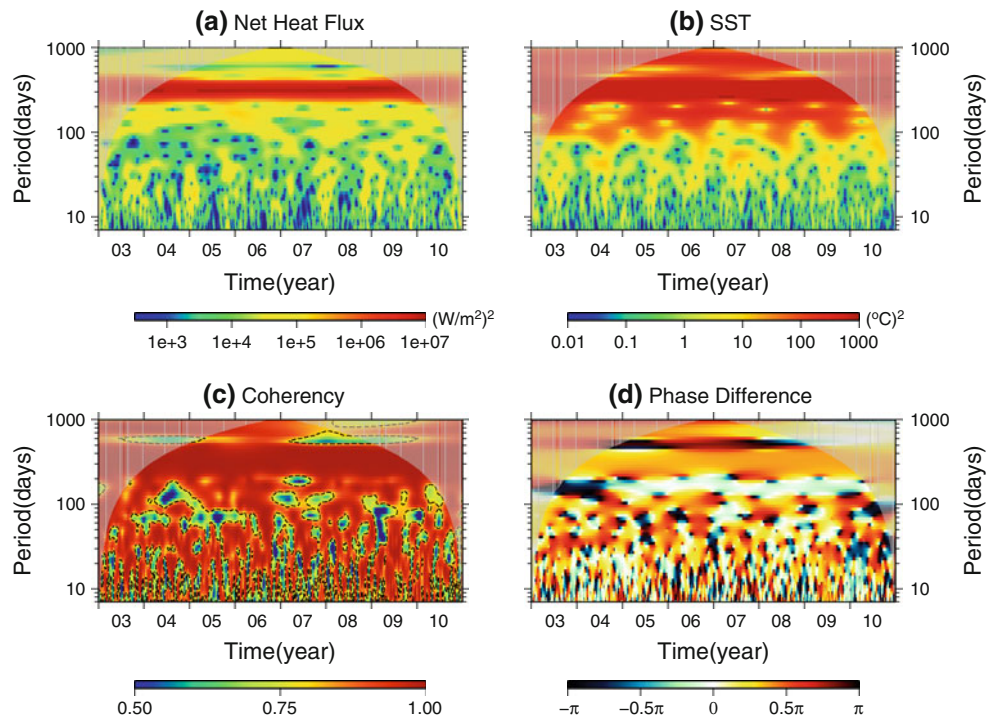 (a) Net Heat Flux
1000
100
10
Period(days)
03 04 05 06 07 08 09 10
Time(year)
(W/m²)²
1e+3 1e+4 1e+5 1e+06 1e+07
(b) SST
1000
100
10
Period(days)
03 04 05 06 07 08 09 10
Time(year)
(ºC)²
0.01 0.1 1 10 100 1000
(c) Coherency
1000
100
10
Period(days)
03 04 05 06 07 08 09 10
Time(year)
0.50 0.75 1.00
(d) Phase Difference
1000
100
10
Period(days)
03 04 05 06 07 08 09 10
Time(year)
−π −0.5π 0 0.5π π